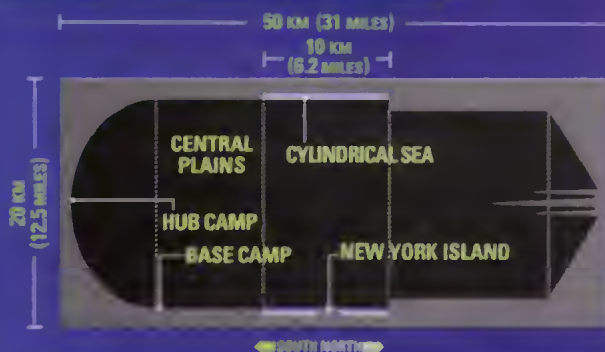 50 KM (31 MILES)
10 KM
(6.2 MILES)
20 KM
(12.5 MILES)
CENTRAL
PLAINS
CYLINDRICAL SEA
HUB CAMP
BASE CAMP
NEW YORK ISLAND
SOUTH NORTH